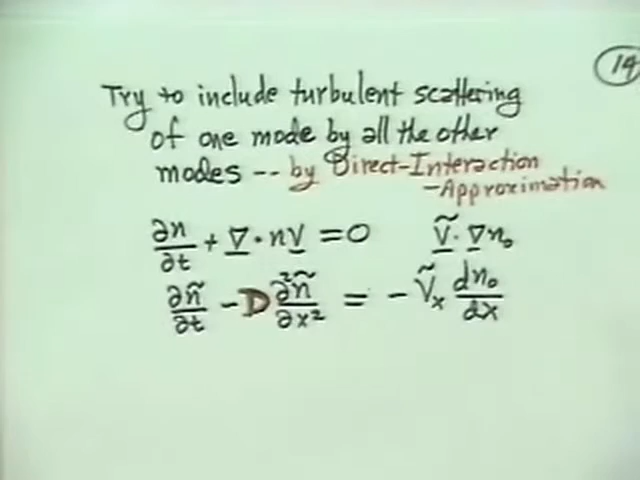 14
Try to include turbulent scattering
of one mode by all the other
modes -- by Direct-Interaction
-Approximation
∂n/∂t + ∇ · nV = 0    Ṽ · ∇n₀
∂ñ/∂t - D ∂²ñ/∂x² = - Ṽₓ dn₀/dx